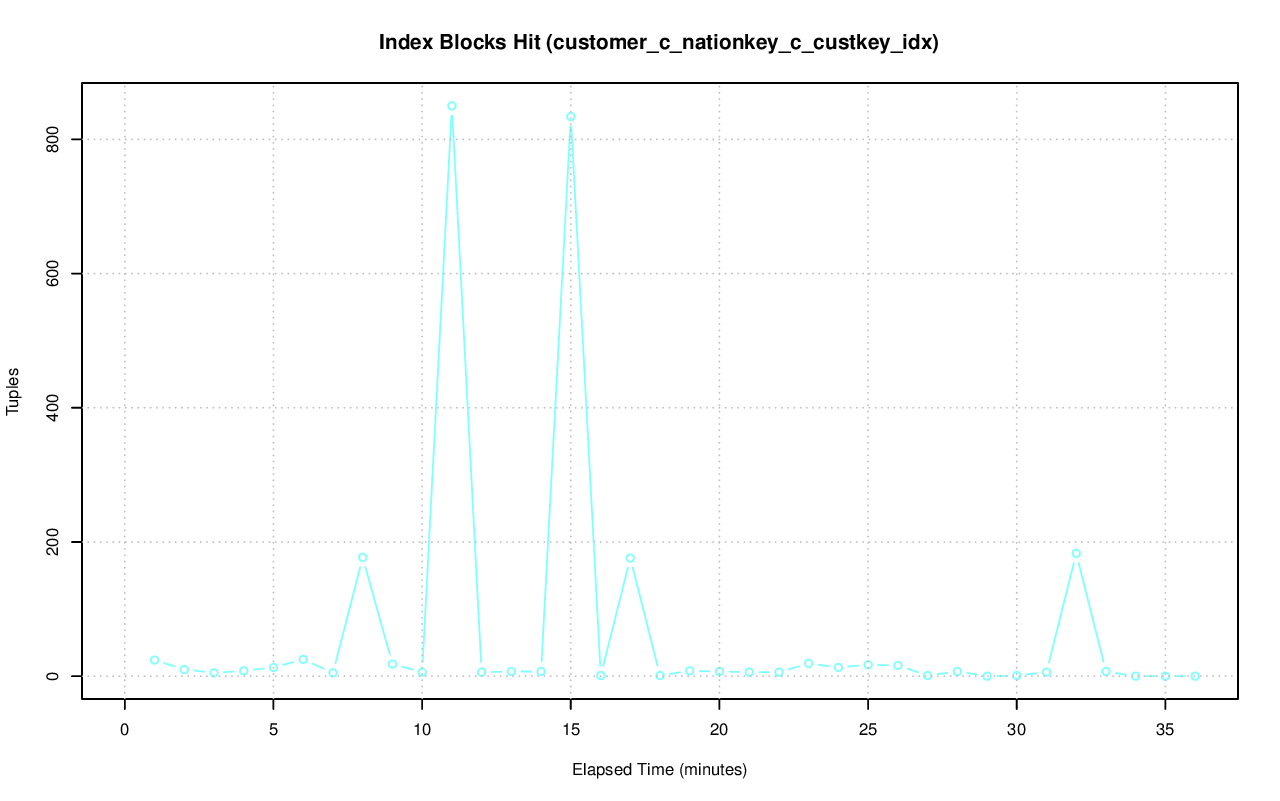 Index Blocks Hit (customer_c_nationkey_c_custkey_idx)
Tuples
800
600
400
200
0
0 5 10 15 20 25 30 35
Elapsed Time (minutes)